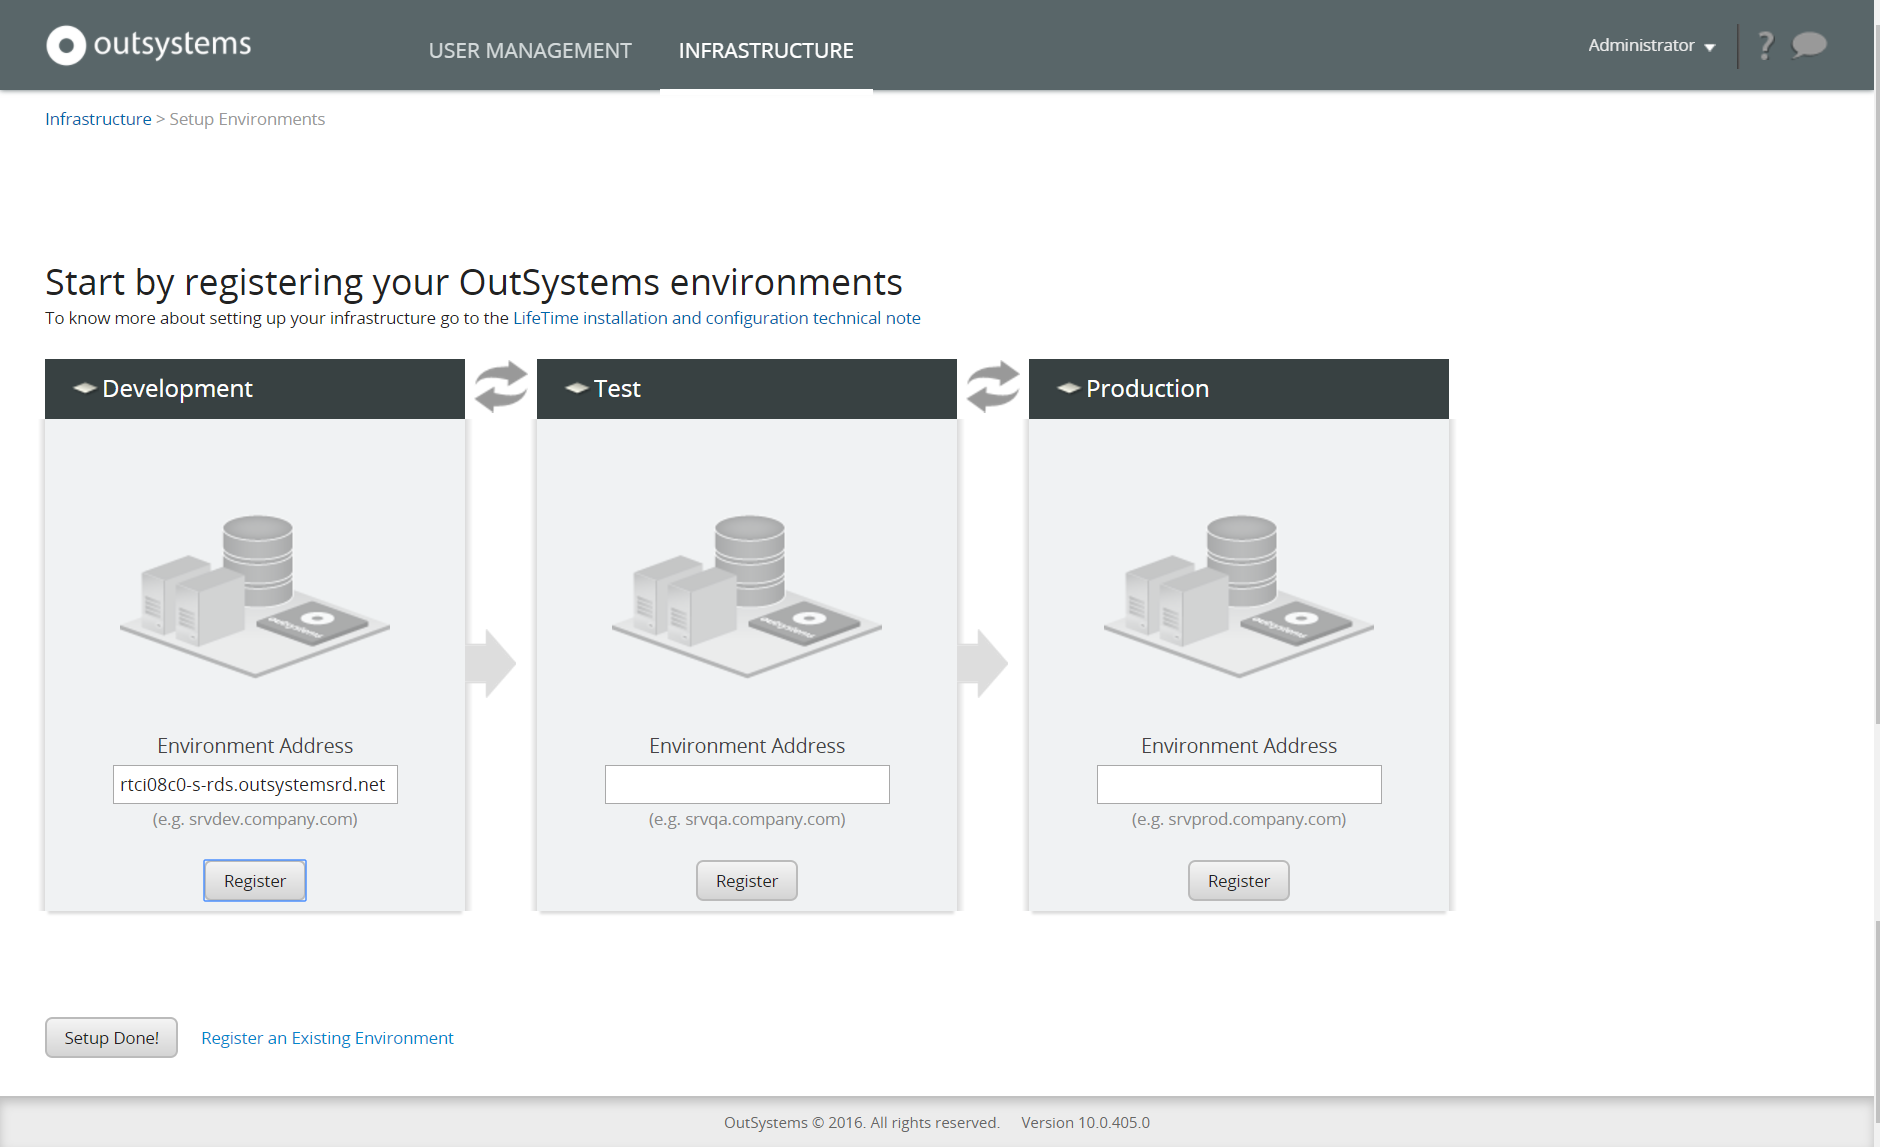 outsystems
USER MANAGEMENT
INFRASTRUCTURE
Administrator
?
Infrastructure > Setup Environments
Start by registering your OutSystems environments
To know more about setting up your infrastructure go to the LifeTime installation and configuration technical note
Development
Test
Production
outsystems
outsystems
outsystems
Environment Address
Environment Address
Environment Address
rtci08c0-s-rds.outsystemsrd.net
(e.g. srvdev.company.com)
(e.g. srvqa.company.com)
(e.g. srvprod.company.com)
Register
Register
Register
Setup Done!
Register an Existing Environment
OutSystems © 2016. All rights reserved. Version 10.0.405.0